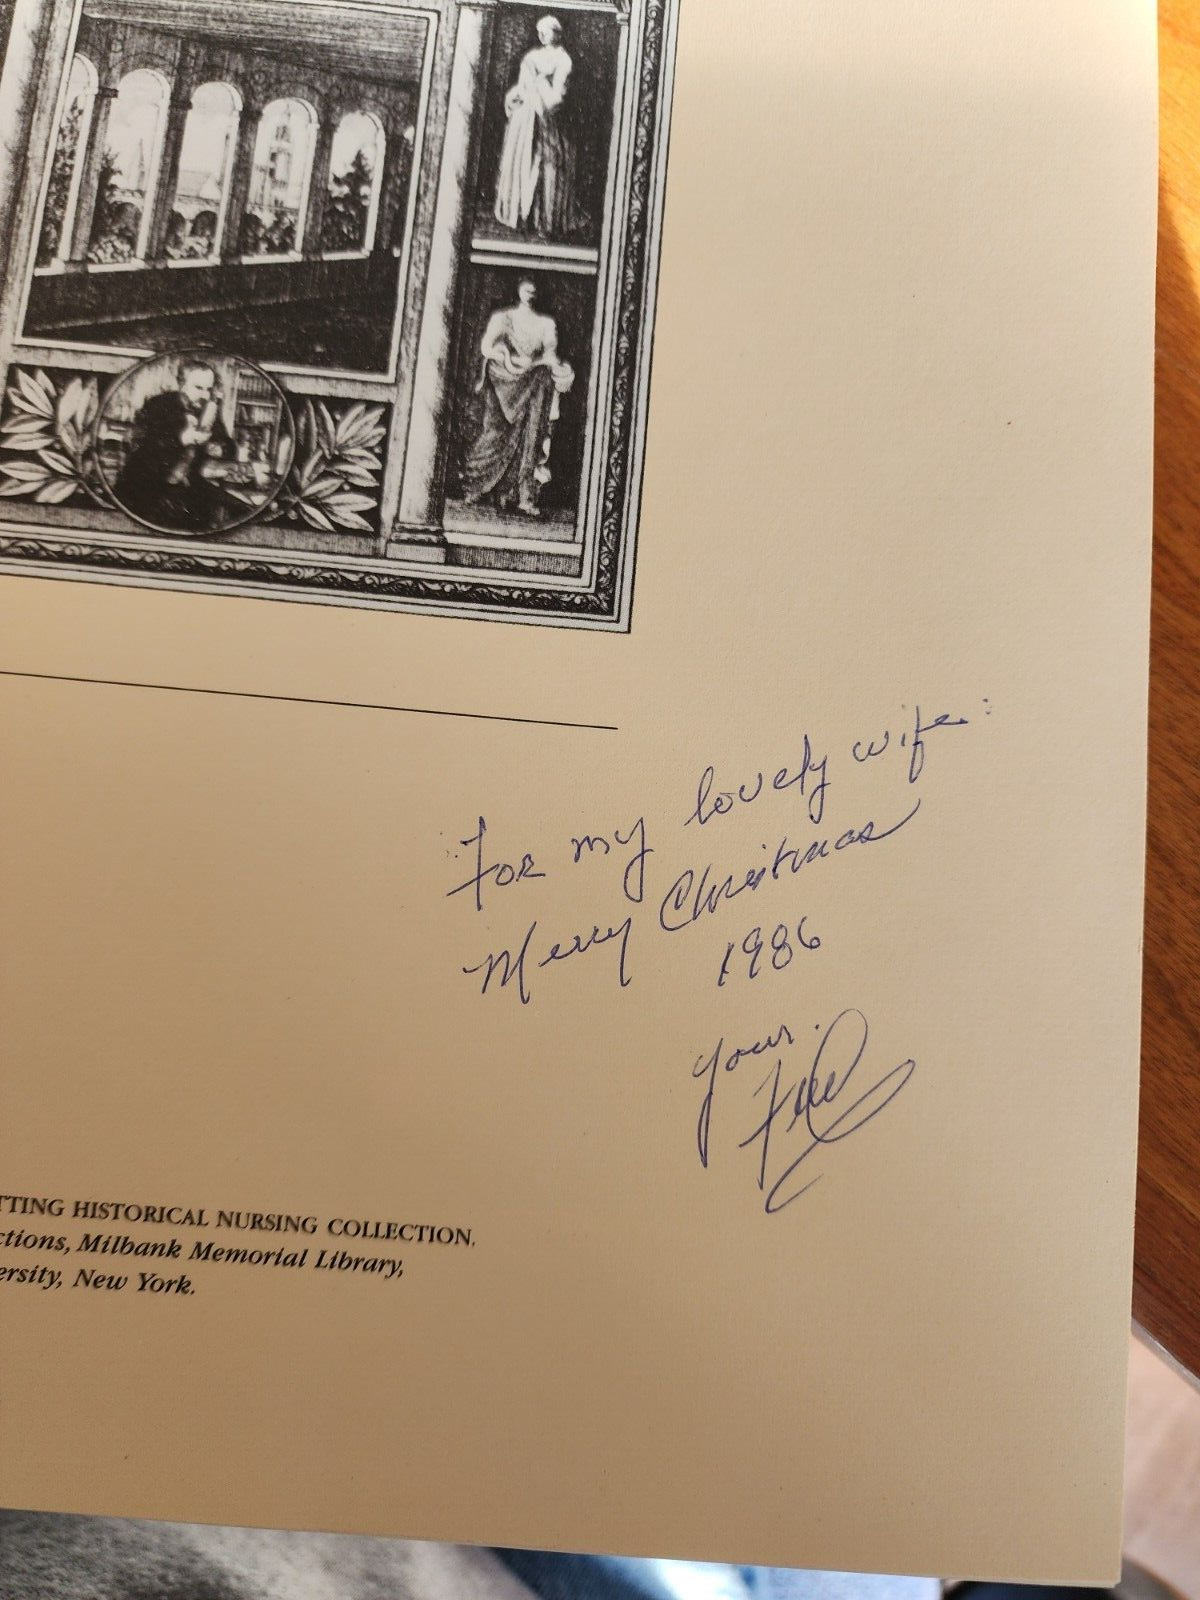 For my lovely wife:
Merry Christmas
1986
your
TTING HISTORICAL NURSING COLLECTION.
ctions, Milbank Memorial Library,
ersity, New York.